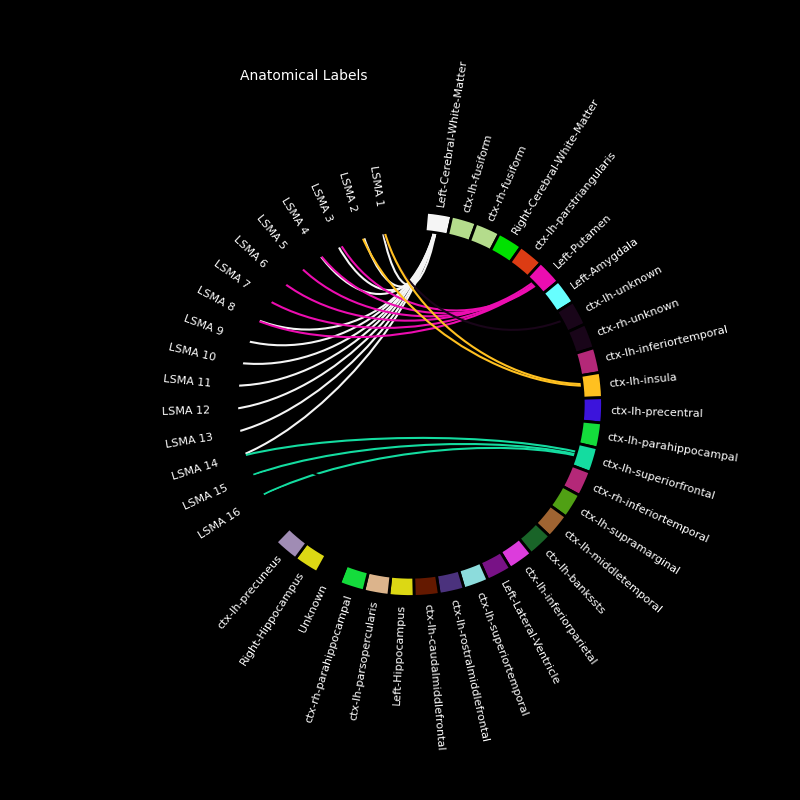 Anatomical Labels
LSMA 1
LSMA 2
LSMA 3
LSMA 4
LSMA 5
LSMA 6
LSMA 7
LSMA 8
LSMA 9
LSMA 10
LSMA 11
LSMA 12
LSMA 13
LSMA 14
LSMA 15
LSMA 16
Left-Cerebral-White-Matter
ctx-lh-fusiform
ctx-rh-fusiform
Right-Cerebral-White-Matter
ctx-lh-parstriangularis
Left-Putamen
Left-Amygdala
ctx-lh-unknown
ctx-rh-unknown
ctx-lh-inferiortemporal
ctx-lh-insula
ctx-lh-precentral
ctx-lh-parahippocampal
ctx-lh-superiorfrontal
ctx-rh-inferiortemporal
ctx-lh-supramarginal
ctx-lh-middletemporal
ctx-lh-bankssts
ctx-lh-inferiorparietal
Left-Lateral-Ventricle
ctx-lh-superiortemporal
ctx-lh-rostralmiddlefrontal
ctx-lh-caudalmiddlefrontal
Left-Hippocampus
ctx-lh-parsopercularis
ctx-rh-parahippocampal
Unknown
Right-Hippocampus
ctx-lh-precuneus